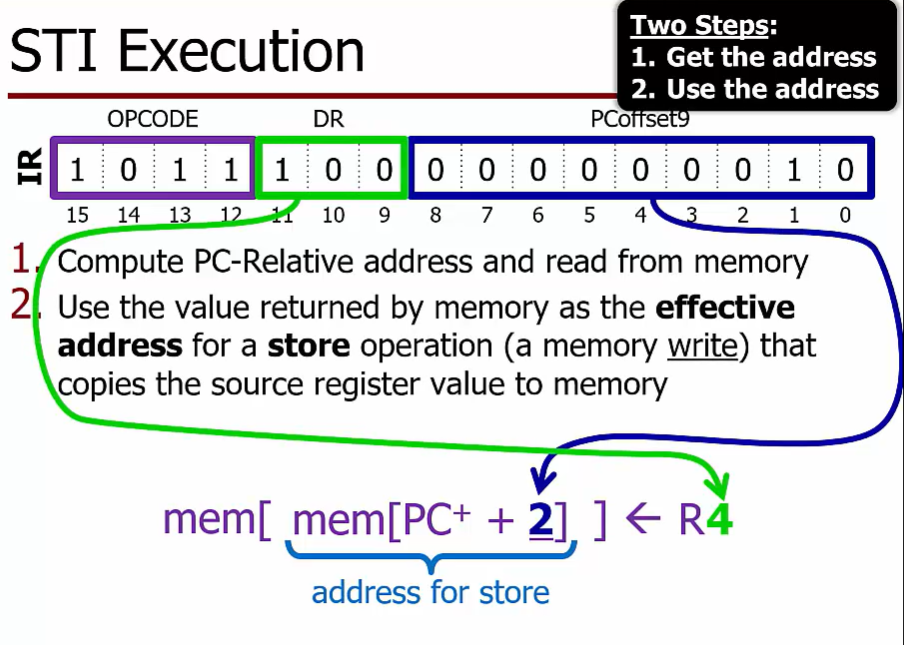 STI Execution
Two Steps:
1. Get the address
2. Use the address
OPCODE DR PCoffset9
IR 1 0 1 1 1 0 0 0 0 0 0 0 0 0 1 0
15 14 13 12 11 10 9 8 7 6 5 4 3 2 1 0
1. Compute PC-Relative address and read from memory
2. Use the value returned by memory as the effective
address for a store operation (a memory write) that
copies the source register value to memory
mem[ mem[PC⁺ + 2] ] ← R4
address for store